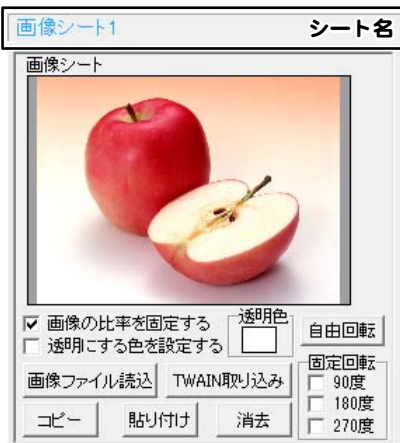 画像シート1 シート名
画像シート
画像の比率を固定する
透明にする色を設定する
透明色
自由回転
画像ファイル読込 TWAIN取り込み
固定回転
90度
180度
270度
コピー 貼り付け 消去